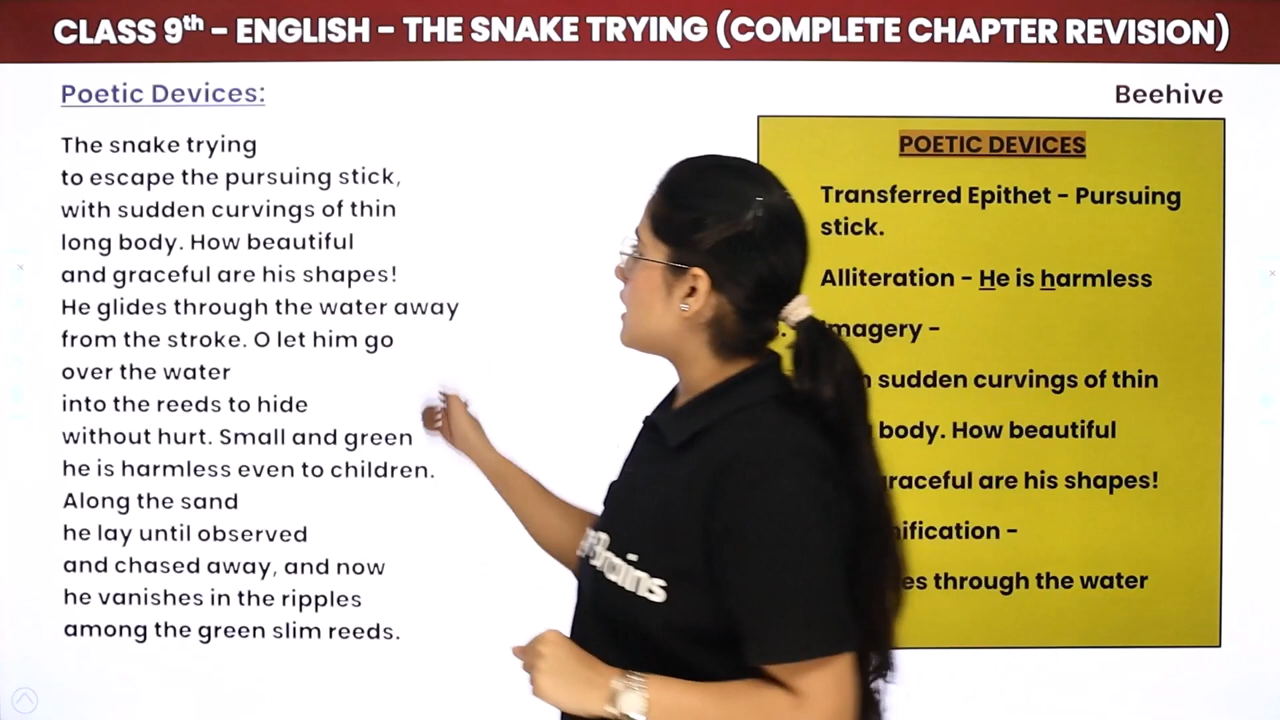 CLASS 9th – ENGLISH – THE SNAKE TRYING (COMPLETE CHAPTER REVISION)
Poetic Devices:
Beehive
The snake trying
to escape the pursuing stick,
with sudden curvings of thin
long body. How beautiful
and graceful are his shapes!
He glides through the water away
from the stroke. O let him go
over the water
into the reeds to hide
without hurt. Small and green
he is harmless even to children.
Along the sand
he lay until observed
and chased away, and now
he vanishes in the ripples
among the green slim reeds.
POETIC DEVICES
Transferred Epithet – Pursuing
stick.
Alliteration – He is harmless
Imagery –
sudden curvings of thin
body. How beautiful
are his shapes!
–
through the water